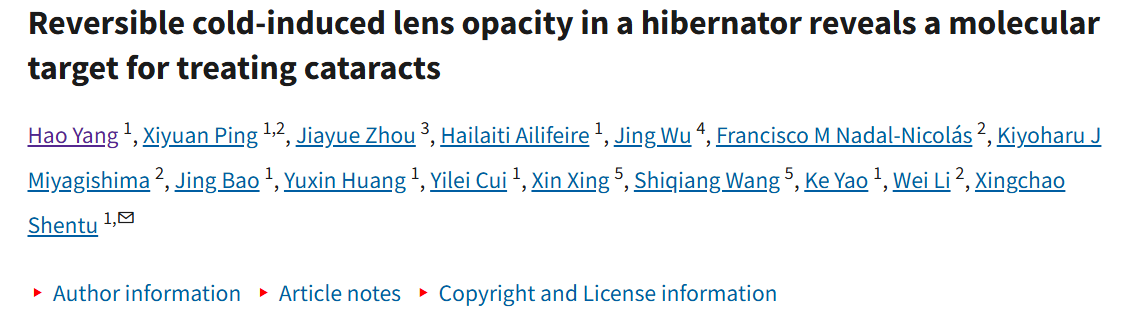 Reversible cold-induced lens opacity in a hibernator reveals a molecular
target for treating cataracts
Hao Yang 1, Xiyuan Ping 1,2, Jiayue Zhou 3, Hailaiti Ailifeire 1, Jing Wu 4, Francisco M Nadal-Nicolás 2, Kiyoharu J
Miyagishima 2, Jing Bao 1, Yuxin Huang 1, Yilei Cui 1, Xin Xing 5, Shiqiang Wang 5, Ke Yao 1, Wei Li 2, Xingchao
Shentu 1,✉
▸ Author information ▸ Article notes ▸ Copyright and License information